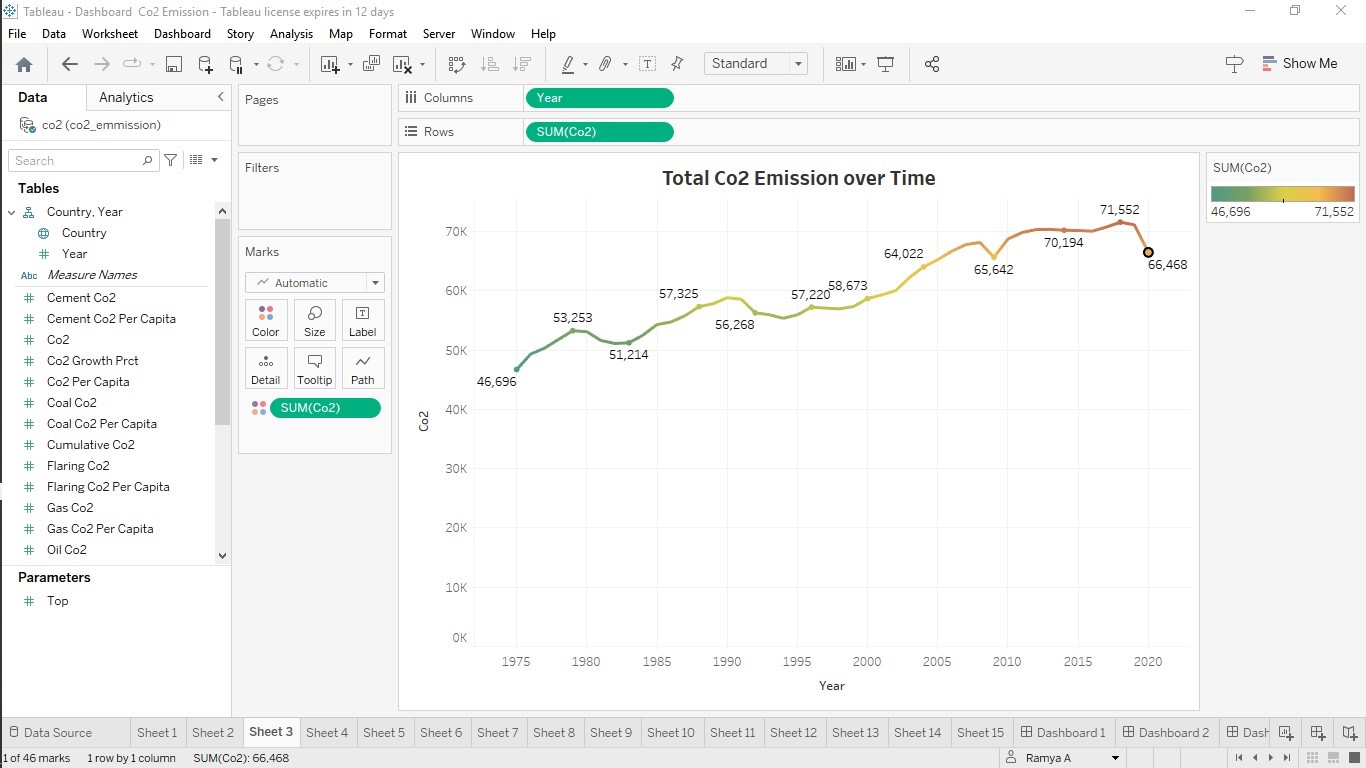 Tableau - Dashboard Co2 Emission - Tableau license expires in 12 days
File Data Worksheet Dashboard Story Analysis Map Format Server Window Help
Standard
Show Me
Data Analytics
co2 (co2_emmission)
Search
Tables
Country, Year
Country
Year
Abc Measure Names
Cement Co2
Cement Co2 Per Capita
Co2
Co2 Growth Prct
Co2 Per Capita
Coal Co2
Coal Co2 Per Capita
Cumulative Co2
Flaring Co2
Flaring Co2 Per Capita
Gas Co2
Gas Co2 Per Capita
Oil Co2
Parameters
Top
Pages
Filters
Marks
Automatic
Color Size Label
Detail Tooltip Path
SUM(Co2)
Columns Year
Rows SUM(Co2)
Total Co2 Emission over Time
70K
60K
50K
40K
30K
20K
10K
0K
Co2
46,696
53,253
51,214
57,325
56,268
57,220
58,673
64,022
65,642
70,194
71,552
66,468
1975 1980 1985 1990 1995 2000 2005 2010 2015 2020
Year
SUM(Co2)
46,696 71,552
Data Source Sheet 1 Sheet 2 Sheet 3 Sheet 4 Sheet 5 Sheet 6 Sheet 7 Sheet 8 Sheet 9 Sheet 10 Sheet 11 Sheet 12 Sheet 13 Sheet 14 Sheet 15 Dashboard 1 Dashboard 2 Dash
1 of 46 marks 1 row by 1 column SUM(Co2): 66,468 Ramya A